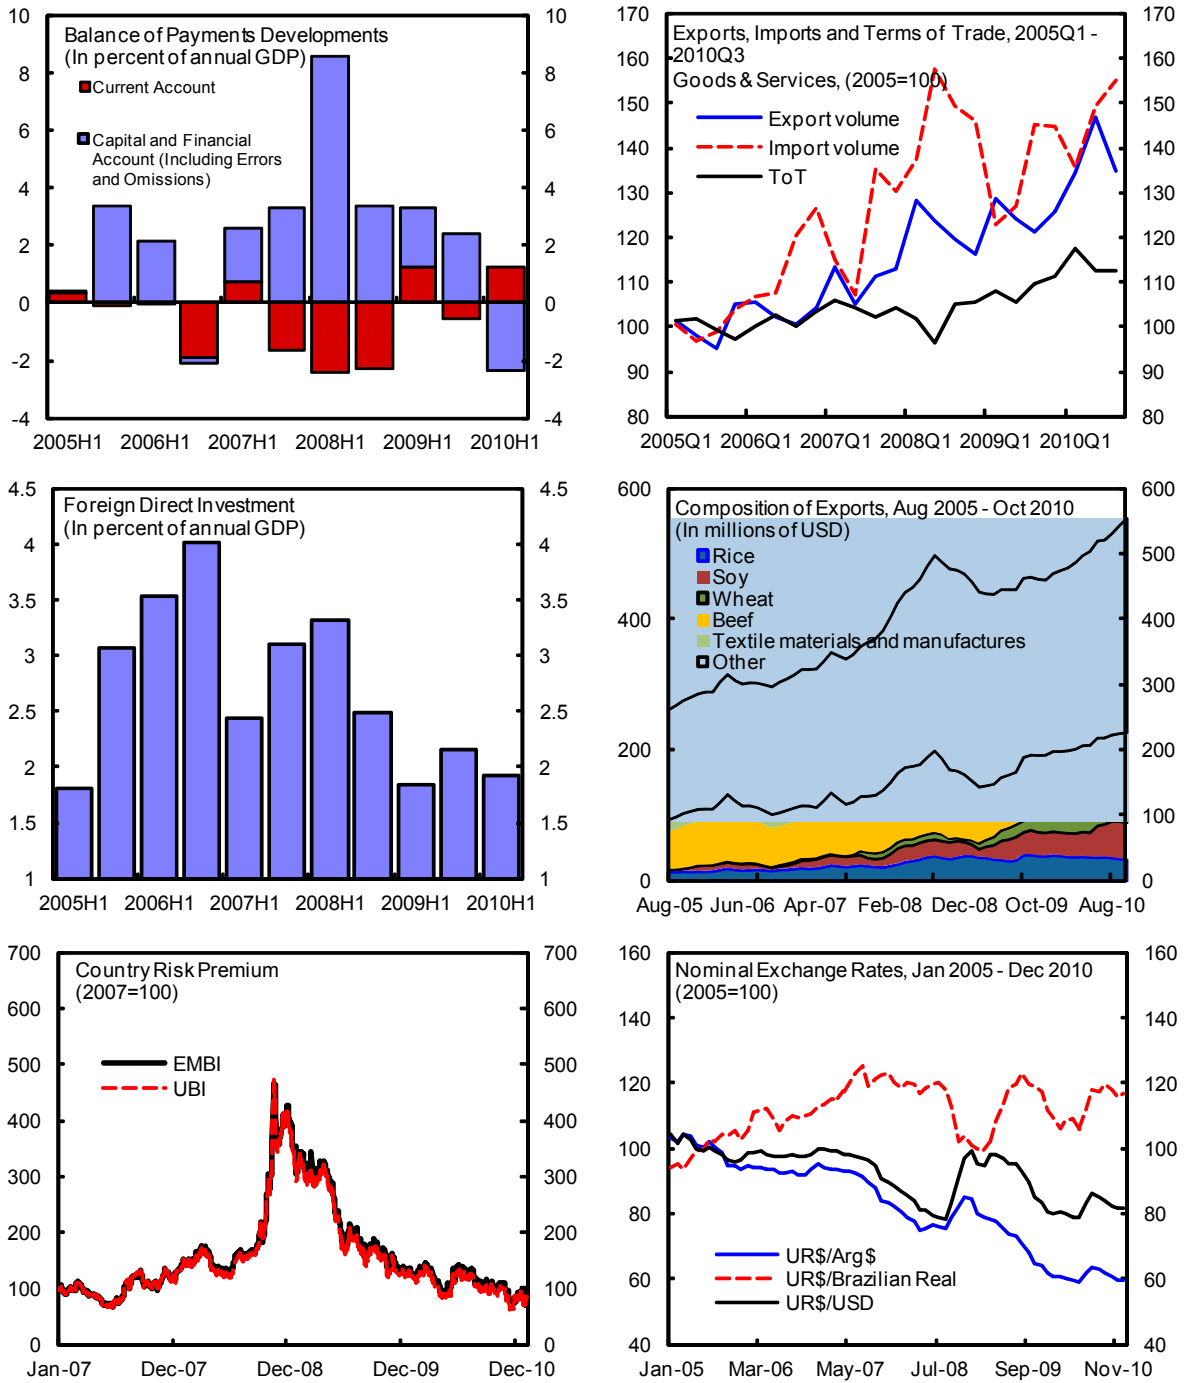 10
8
6
4
2
0
-2
-4
Balance of Payments Developments
(In percent of annual GDP)
Current Account
Capital and Financial
Account (Including Errors
and Omissions)
10
8
6
4
2
0
-2
-4
2005H1 2006H1 2007H1 2008H1 2009H1 2010H1
170
160
150
140
130
120
110
100
90
80
Exports, Imports and Terms of Trade, 2005Q1 -
2010Q3
Goods & Services, (2005=100)
Export volume
Import volume
ToT
170
160
150
140
130
120
110
100
90
80
2005Q1 2006Q1 2007Q1 2008Q1 2009Q1 2010Q1
4.5
4
3.5
3
2.5
2
1.5
1
Foreign Direct Investment
(In percent of annual GDP)
4.5
4
3.5
3
2.5
2
1.5
1
2005H1 2006H1 2007H1 2008H1 2009H1 2010H1
600
400
200
0
Composition of Exports, Aug 2005 - Oct 2010
(In millions of USD)
Rice
Soy
Wheat
Beef
Textile materials and manufactures
Other
600
500
400
300
200
100
0
Aug-05 Jun-06 Apr-07 Feb-08 Dec-08 Oct-09 Aug-10
700
600
500
400
300
200
100
0
Country Risk Premium
(2007=100)
EMBI
UBI
700
600
500
400
300
200
100
0
Jan-07 Dec-07 Dec-08 Dec-09 Dec-10
160
140
120
100
80
60
40
Nominal Exchange Rates, Jan 2005 - Dec 2010
(2005=100)
UR$/Arg$
UR$/Brazilian Real
UR$/USD
160
140
120
100
80
60
40
Jan-05 Mar-06 May-07 Jul-08 Sep-09 Nov-10